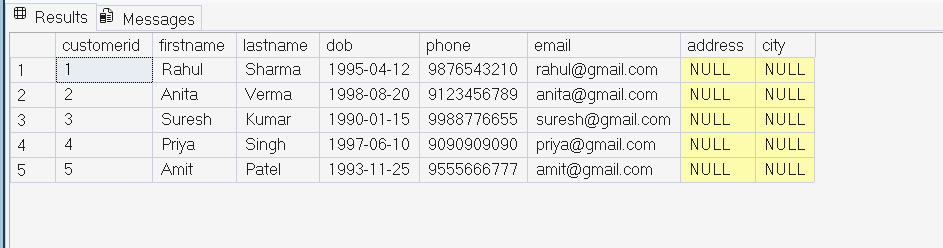 Results Messages
customerid firstname lastname dob phone email address city
1 1 Rahul Sharma 1995-04-12 9876543210 rahul@gmail.com NULL NULL
2 2 Anita Verma 1998-08-20 9123456789 anita@gmail.com NULL NULL
3 3 Suresh Kumar 1990-01-15 9988776655 suresh@gmail.com NULL NULL
4 4 Priya Singh 1997-06-10 9090909090 priya@gmail.com NULL NULL
5 5 Amit Patel 1993-11-25 9555666777 amit@gmail.com NULL NULL